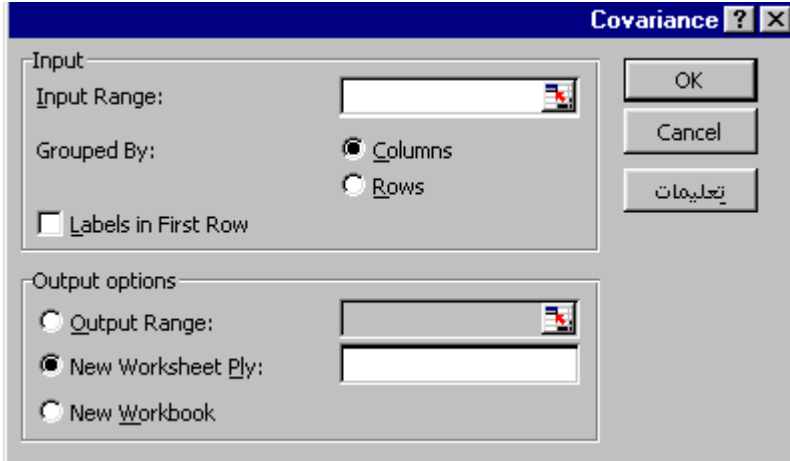 Covariance
Input
Input Range:
Grouped By:
Columns
Rows
Labels in First Row
OK
Cancel
تعليمات
Output options
Output Range:
New Worksheet Ply:
New Workbook